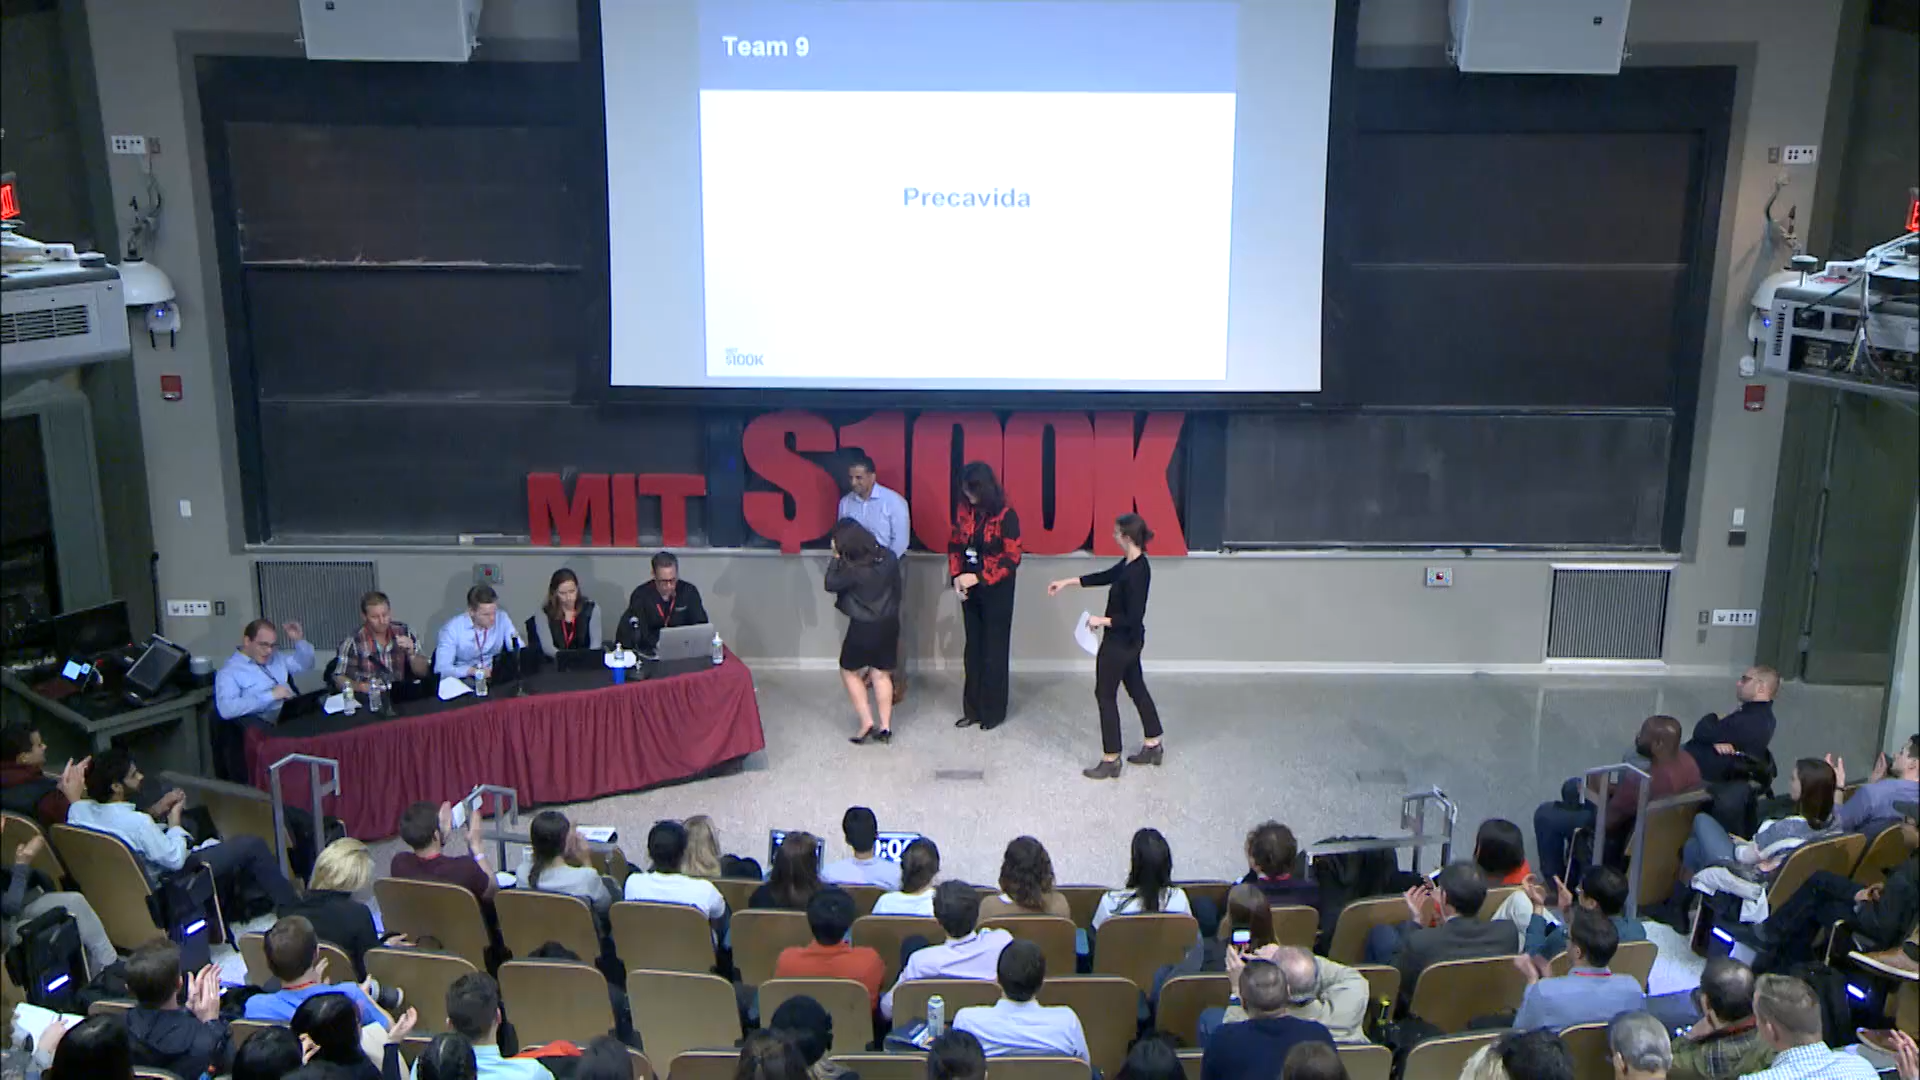 Team 9
Precavida
MIT
$100K
MIT $100K